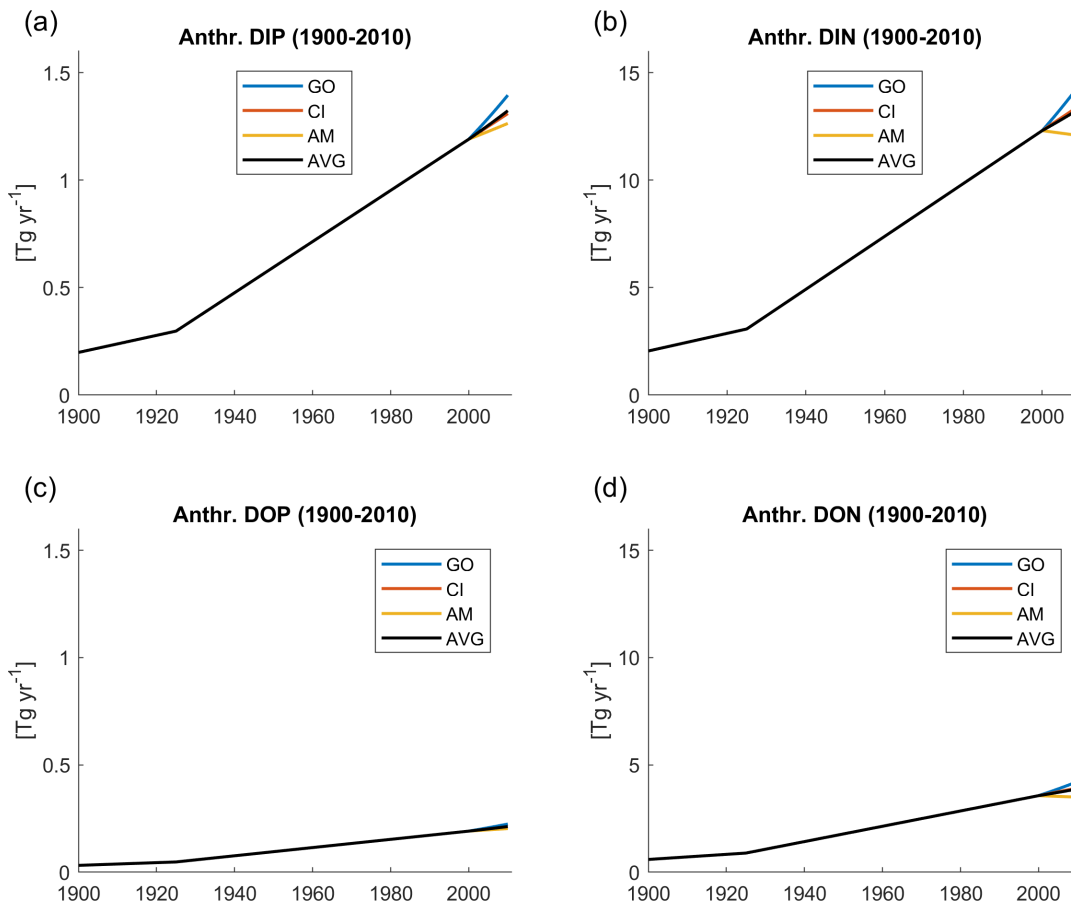 (a)
Anthr. DIP (1900-2010)
1.5
1
0.5
0
[Tg yr⁻¹]
GO
CI
AM
AVG
1900 1920 1940 1960 1980 2000
(b)
Anthr. DIN (1900-2010)
15
10
5
0
[Tg yr⁻¹]
GO
CI
AM
AVG
1900 1920 1940 1960 1980 2000
(c)
Anthr. DOP (1900-2010)
1.5
1
0.5
0
[Tg yr⁻¹]
GO
CI
AM
AVG
1900 1920 1940 1960 1980 2000
(d)
Anthr. DON (1900-2010)
15
10
5
0
[Tg yr⁻¹]
GO
CI
AM
AVG
1900 1920 1940 1960 1980 2000